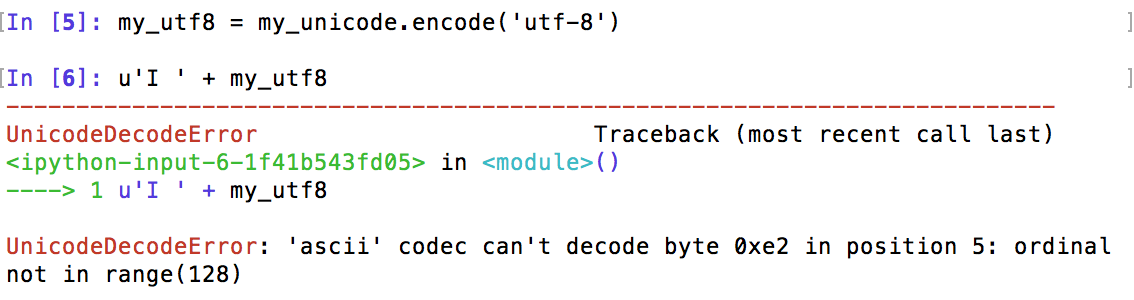 In [5]: my_utf8 = my_unicode.encode('utf-8')
In [6]: u'I ' + my_utf8
---------------------------------------------------------------------------
UnicodeDecodeError                        Traceback (most recent call last)
<ipython-input-6-1f41b543fd05> in <module>()
----> 1 u'I ' + my_utf8
UnicodeDecodeError: 'ascii' codec can't decode byte 0xe2 in position 5: ordinal
not in range(128)